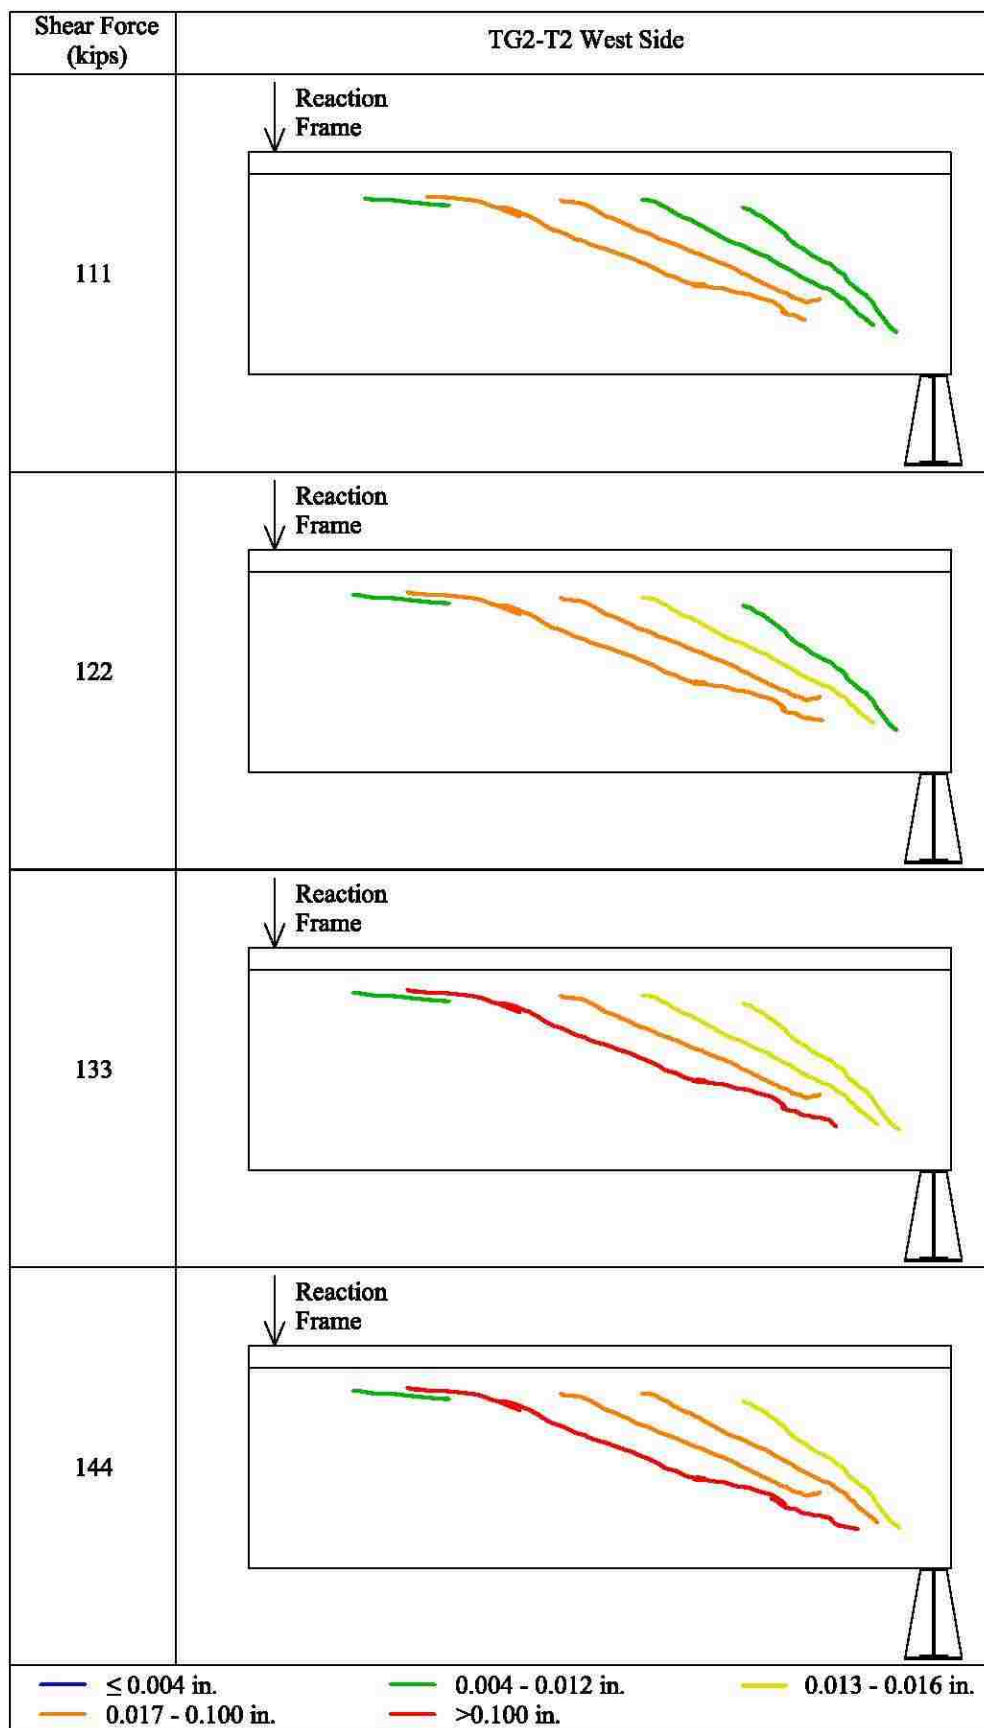 Shear Force
(kips)
TG2-T2 West Side
Reaction
Frame
111
Reaction
Frame
122
Reaction
Frame
133
Reaction
Frame
144
≤ 0.004 in.
0.004 - 0.012 in.
0.013 - 0.016 in.
0.017 - 0.100 in.
>0.100 in.